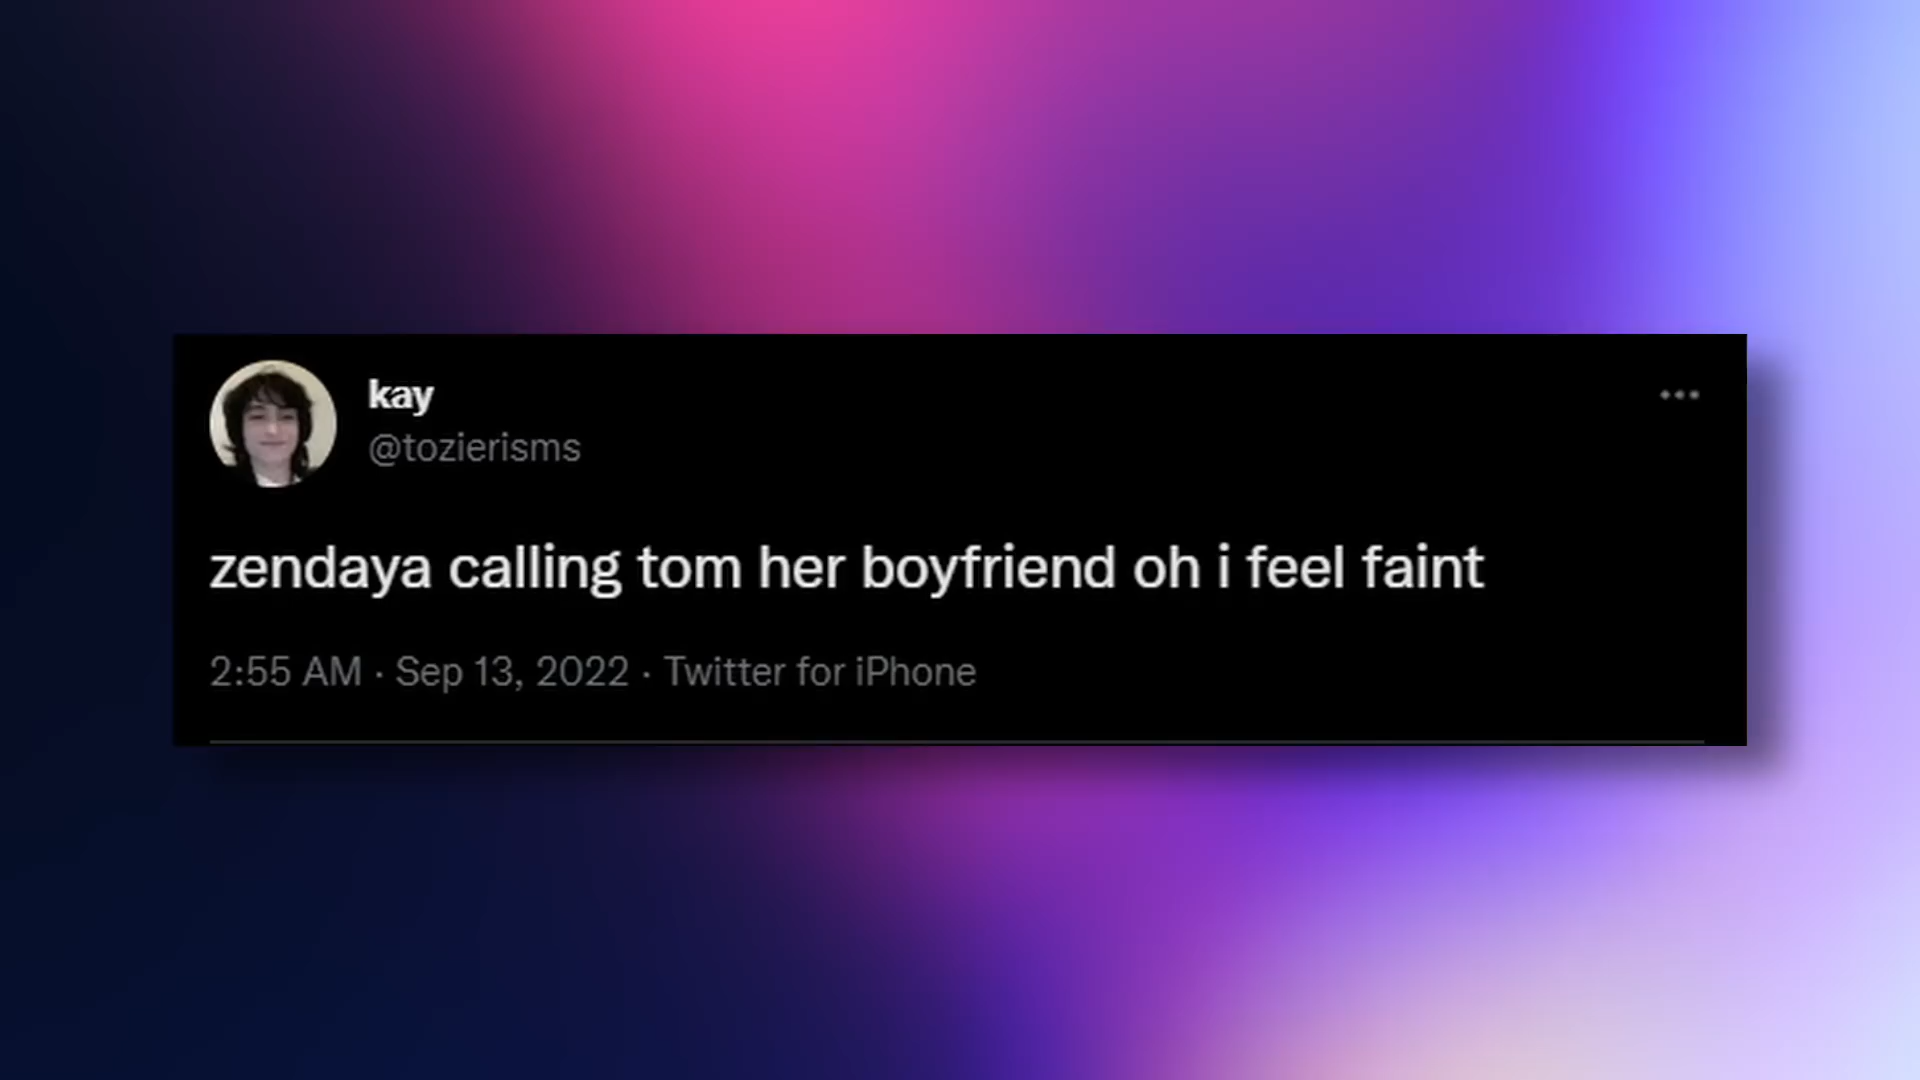 kay
@tozierisms
zendaya calling tom her boyfriend oh i feel faint
2:55 AM · Sep 13, 2022 · Twitter for iPhone